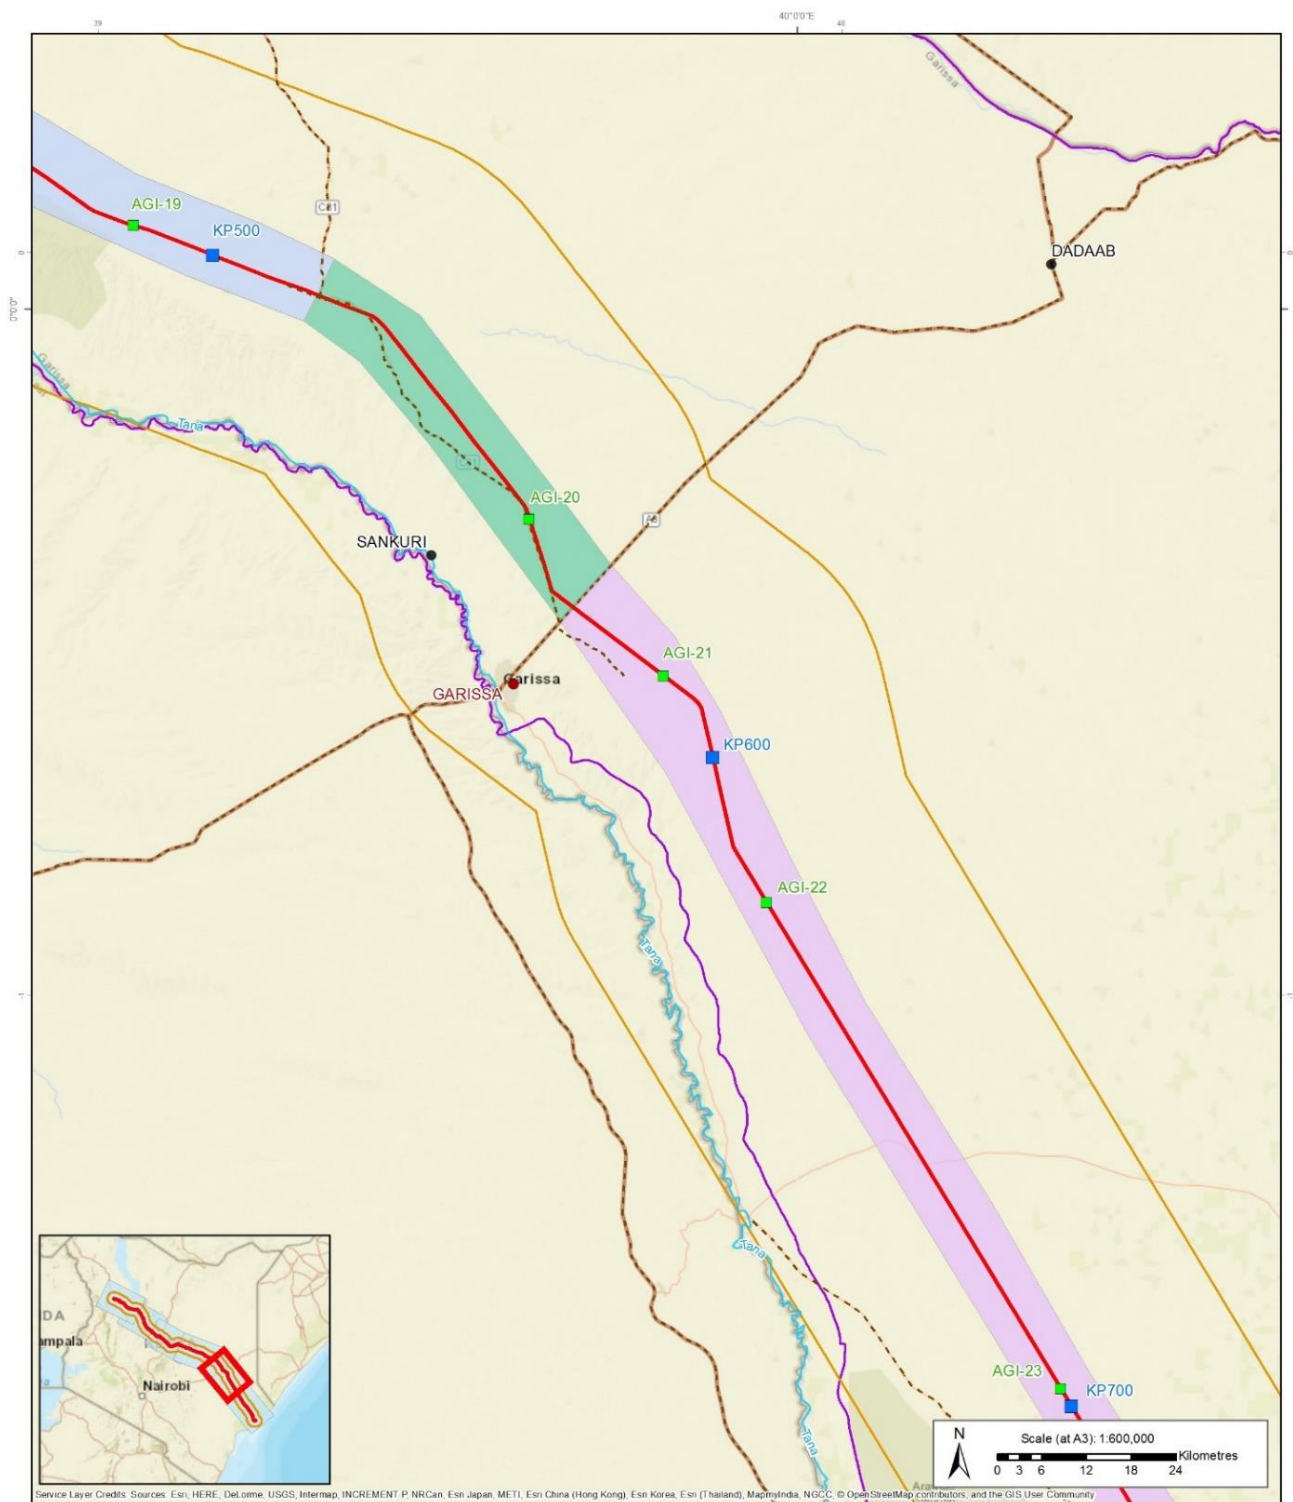 39
40°0'0"E
40
Garissa
AGI-19
C81
KP500
0
DADAAB
0
0°0'0"
Garissa
Tana
AGI-20
A3
SANKURI
AGI-21
Garissa
GARISSA
KP600
AGI-22
Tana
-1
Tana
NDA
ampala
Nairobi
AGI-23
KP700
Tana
N
Scale (at A3): 1:600,000
Kilometres
0 3 6 12 18 24
Service Layer Credits: Sources: Esri, HERE, DeLorme, USGS, Intermap, INCREMENT P, NRCan, Esri Japan, METI, Esri China (Hong Kong), Esri Korea, Esri (Thailand), MapmyIndia, NGCC, © OpenStreetMap contributors, and the GIS User Community